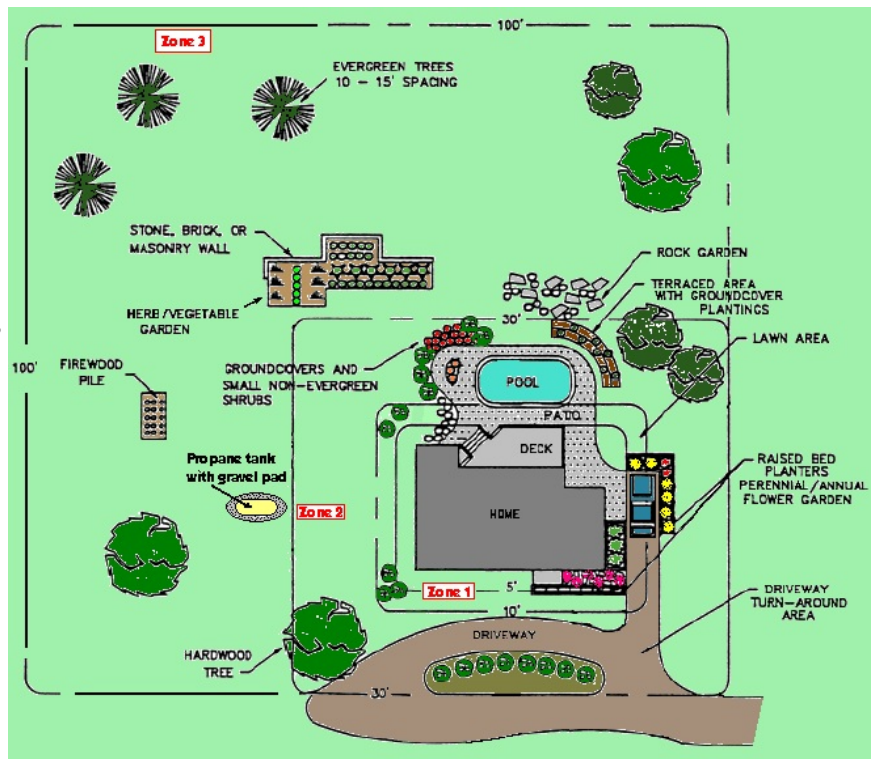 Zone 3
100'
EVERGREEN TREES
10 - 15' SPACING
STONE, BRICK, OR
MASONRY WALL
ROCK GARDEN
TERRACED AREA
WITH GROUNDCOVER
PLANTINGS
HERB/VEGETABLE
GARDEN
30'
LAWN AREA
100'
FIREWOOD
PILE
GROUNDCOVERS AND
SMALL NON-EVERGREEN
SHRUBS
POOL
PATIO
DECK
Propane tank
with gravel pad
RAISED BED
PLANTERS
PERENNIAL/ANNUAL
FLOWER GARDEN
Zone 2
HOME
Zone 1
5'
10'
DRIVEWAY
TURN-AROUND
AREA
DRIVEWAY
HARDWOOD
TREE
30'